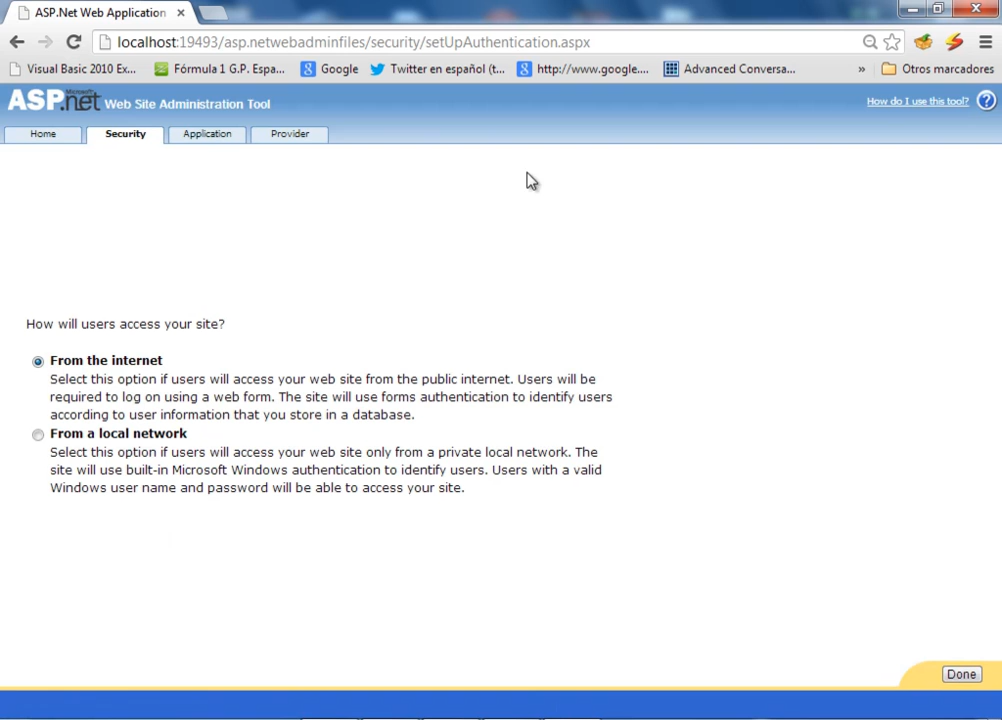 ASP.Net Web Application
localhost:19493/asp.netwebadminfiles/security/setUpAuthentication.aspx
Visual Basic 2010 Ex... Fórmula 1 G.P. Espa... Google Twitter en español (t... http://www.google.... Advanced Conversa... » Otros marcadores
Microsoft
ASP.net Web Site Administration Tool How do I use this tool? ?
Home Security Application Provider
How will users access your site?
From the internet
Select this option if users will access your web site from the public internet. Users will be
required to log on using a web form. The site will use forms authentication to identify users
according to user information that you store in a database.
From a local network
Select this option if users will access your web site only from a private local network. The
site will use built-in Microsoft Windows authentication to identify users. Users with a valid
Windows user name and password will be able to access your site.
Done